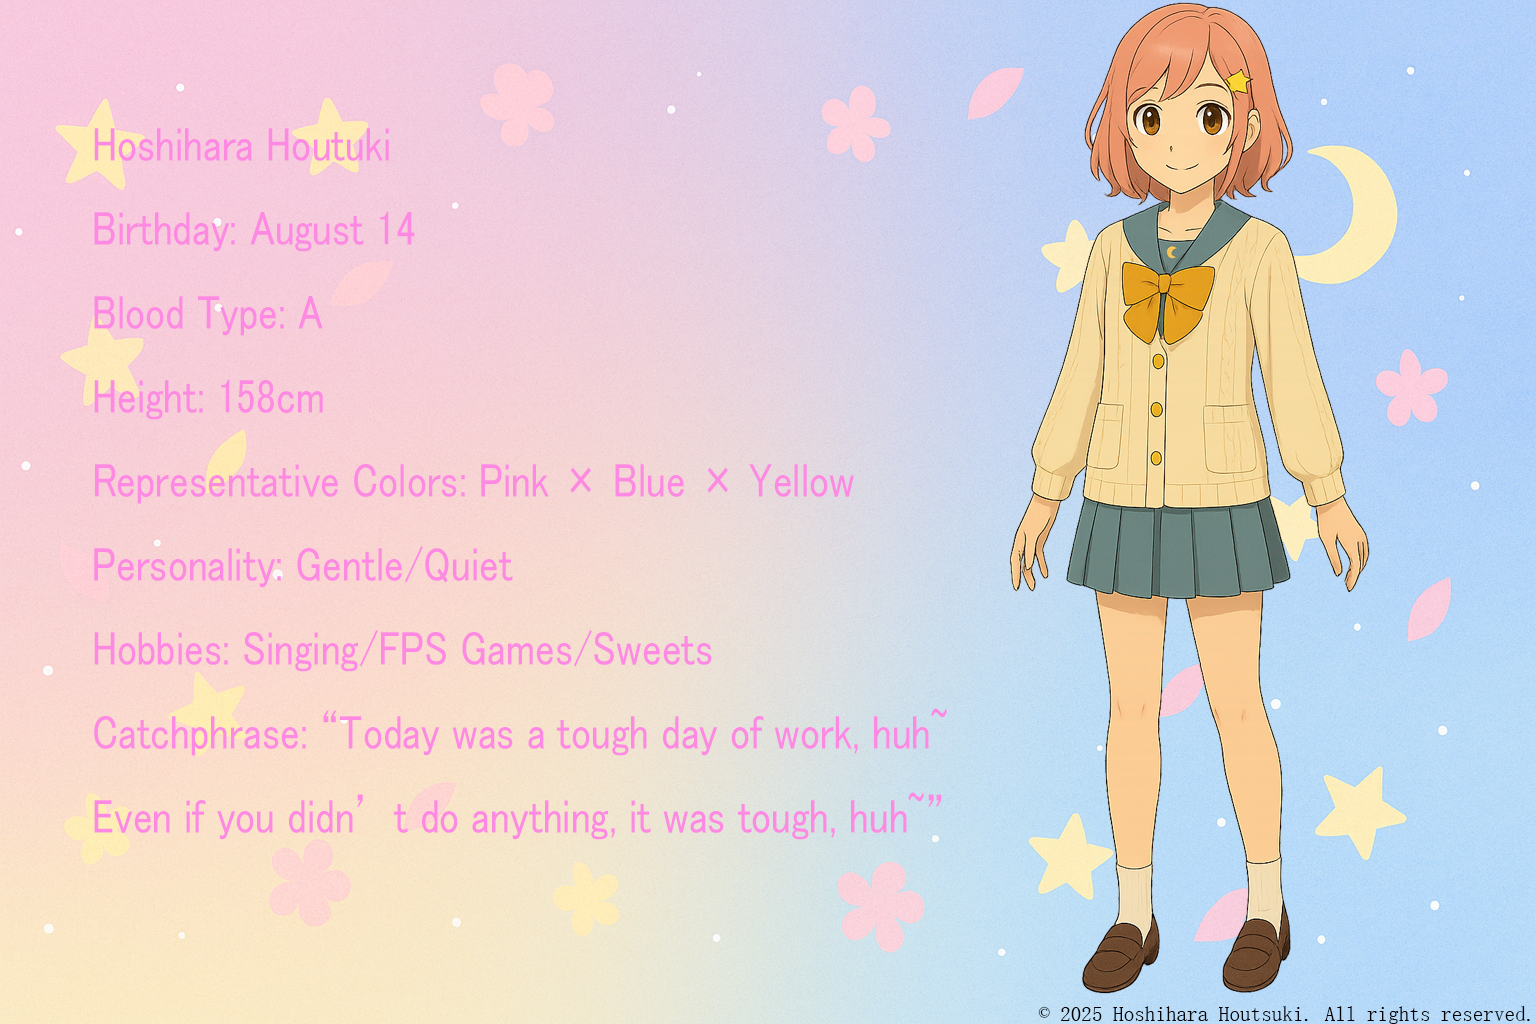 Hoshihara Houtuki
Birthday: August 14
Blood Type: A
Height: 158cm
Representative Colors: Pink × Blue × Yellow
Personality: Gentle/Quiet
Hobbies: Singing/FPS Games/Sweets
Catchphrase: “Today was a tough day of work, huh~
Even if you didn’t do anything, it was tough, huh~”
© 2025 Hoshihara Houtsuki. All rights reserved.